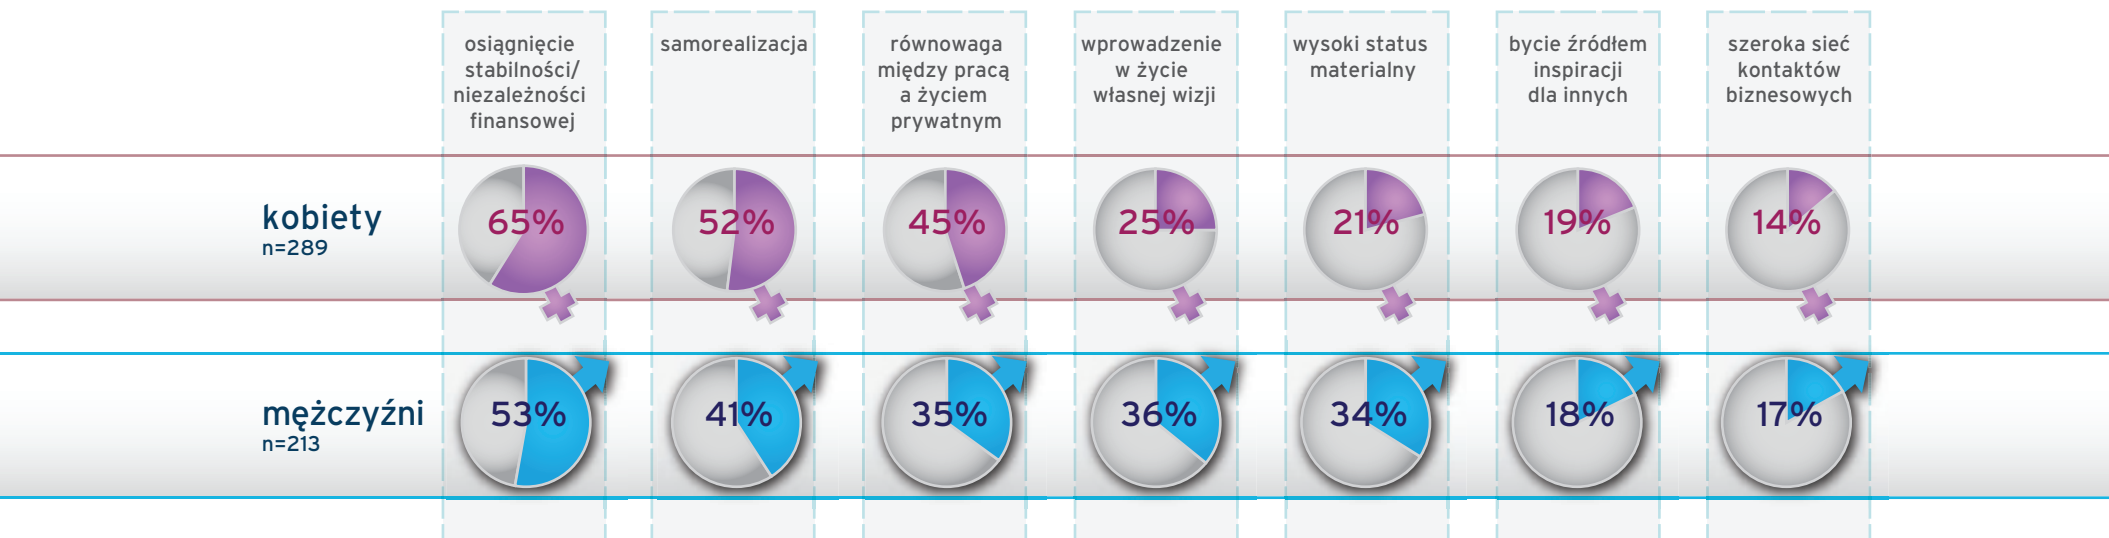 osiągnięcie
stabilności/
niezależności
finansowej
samorealizacja
równowaga
między pracą
a życiem
prywatnym
wprowadzenie
w życie
własnej wizji
wysoki status
materialny
bycie źródłem
inspiracji
dla innych
szeroka sieć
kontaktów
biznesowych
kobiety
n=289
65%
52%
45%
25%
21%
19%
14%
mężczyźni
n=213
53%
41%
35%
36%
34%
18%
17%